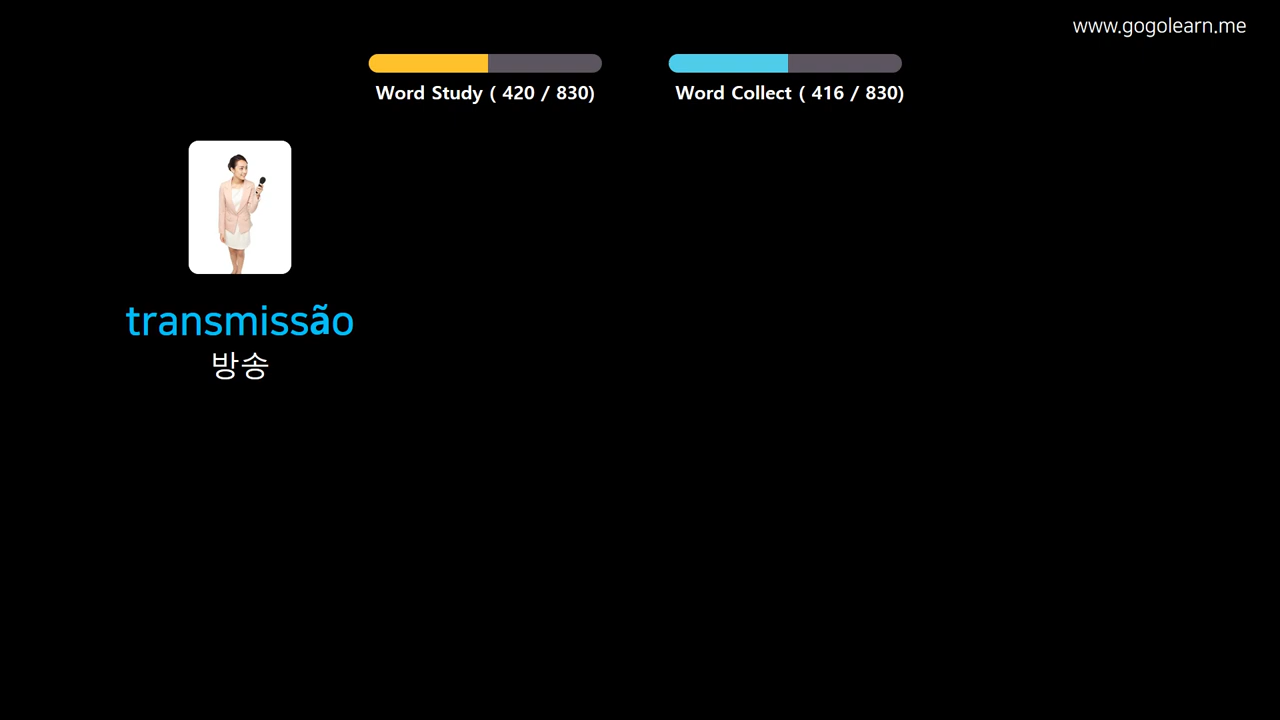 www.gogolearn.me
Word Study ( 420 / 830)
Word Collect ( 416 / 830)
transmissão
방송